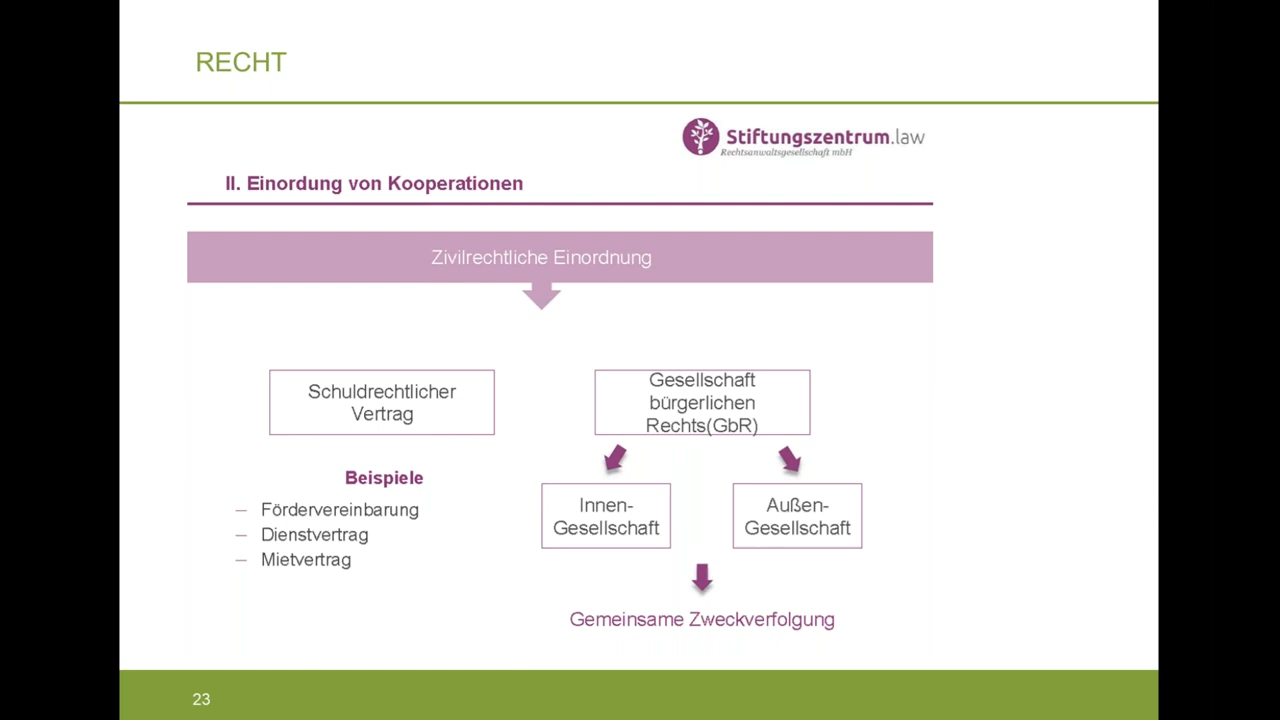 RECHT
Stiftungszentrum.law
Rechtsanwaltsgesellschaft mbH
II. Einordung von Kooperationen
Zivilrechtliche Einordnung
Schuldrechtlicher
Vertrag
Gesellschaft
bürgerlichen
Rechts(GbR)
Beispiele
– Fördervereinbarung
– Dienstvertrag
– Mietvertrag
Innen-
Gesellschaft
Außen-
Gesellschaft
Gemeinsame Zweckverfolgung
23